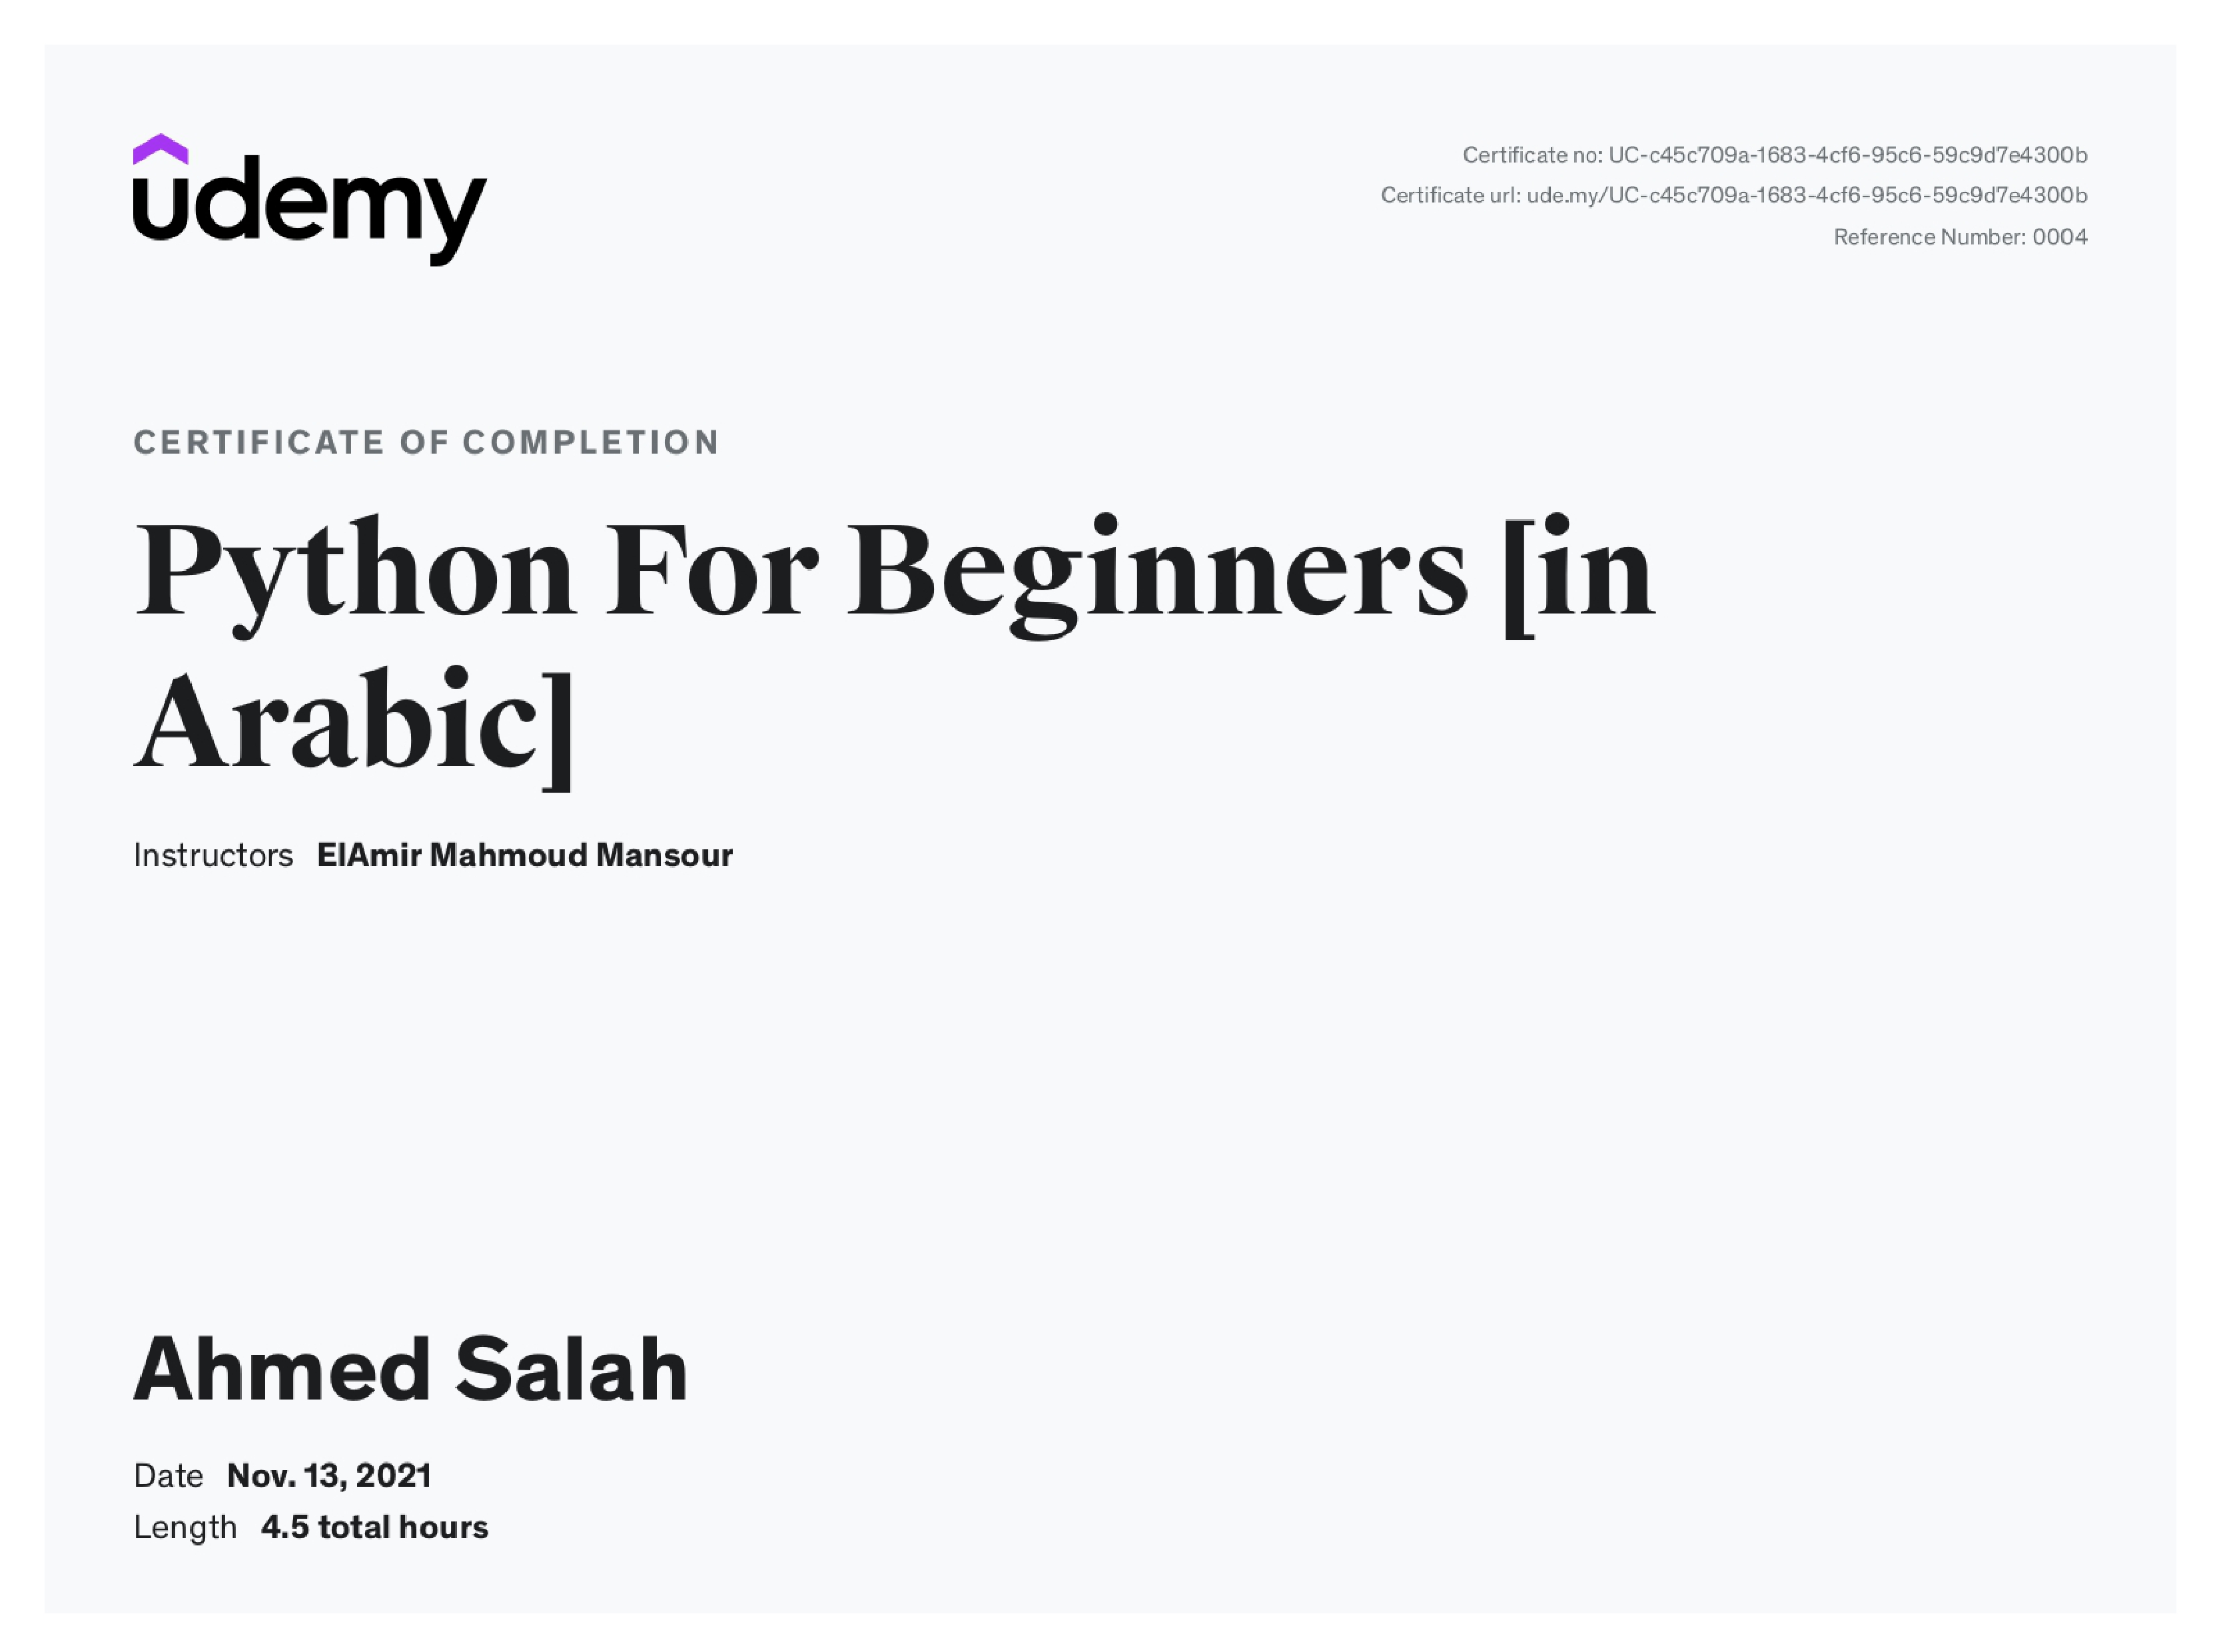 udemy
Certificate no: UC-c45c709a-1683-4cf6-95c6-59c9d7e4300b
Certificate url: ude.my/UC-c45c709a-1683-4cf6-95c6-59c9d7e4300b
Reference Number: 0004
CERTIFICATE OF COMPLETION
Python For Beginners [in
Arabic]
Instructors ElAmir Mahmoud Mansour
Ahmed Salah
Date Nov. 13, 2021
Length 4.5 total hours